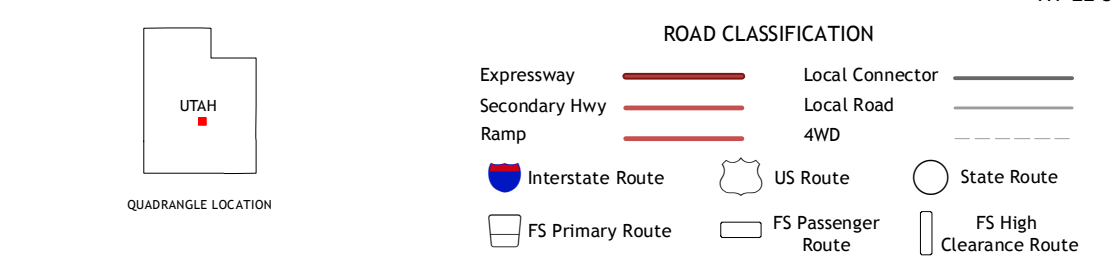 ROAD CLASSIFICATION
UTAH
QUADRANGLE LOCATION
Expressway
Local Connector
Secondary Hwy
Local Road
Ramp
4WD
Interstate Route
US Route
State Route
FS Primary Route
FS Passenger
Route
FS High
Clearance Route